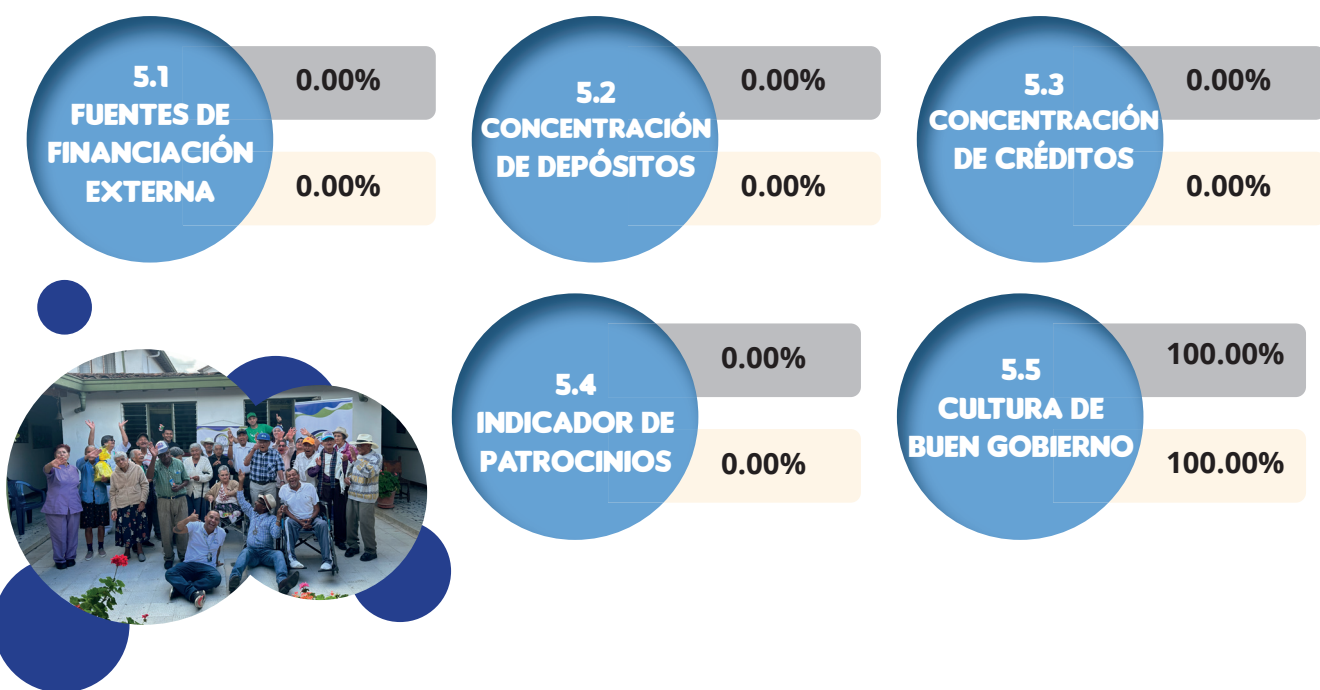 5.1
FUENTES DE
FINANCIACIÓN
EXTERNA
0.00%
0.00%
5.2
CONCENTRACIÓN
DE DEPÓSITOS
0.00%
0.00%
5.3
CONCENTRACIÓN
DE CRÉDITOS
0.00%
0.00%
5.4
INDICADOR DE
PATROCINIOS
0.00%
0.00%
5.5
CULTURA DE
BUEN GOBIERNO
100.00%
100.00%